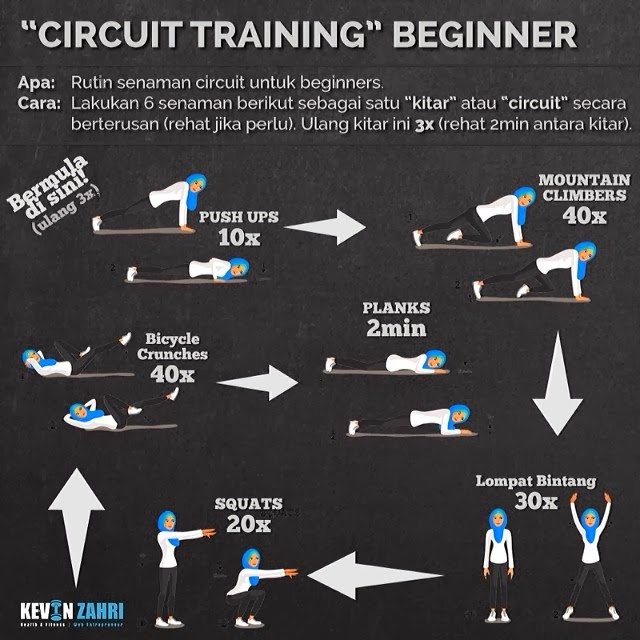 "CIRCUIT TRAINING" BEGINNER
Apa: Rutin senaman circuit untuk beginners.
Cara: Lakukan 6 senaman berikut sebagai satu "kitar" atau "circuit" secara
berterusan (rehat jika perlu). Ulang kitar ini 3x (rehat 2min antara kitar).
Bermula
di sini!
(ulang 3x)
PUSH UPS
10x
MOUNTAIN
CLIMBERS
40x
Lompat Bintang
30x
SQUATS
20x
Bicycle
Crunches
40x
PLANKS
2min
KEVIN ZAHRI
Health & Fitness | Web Entrepreneur